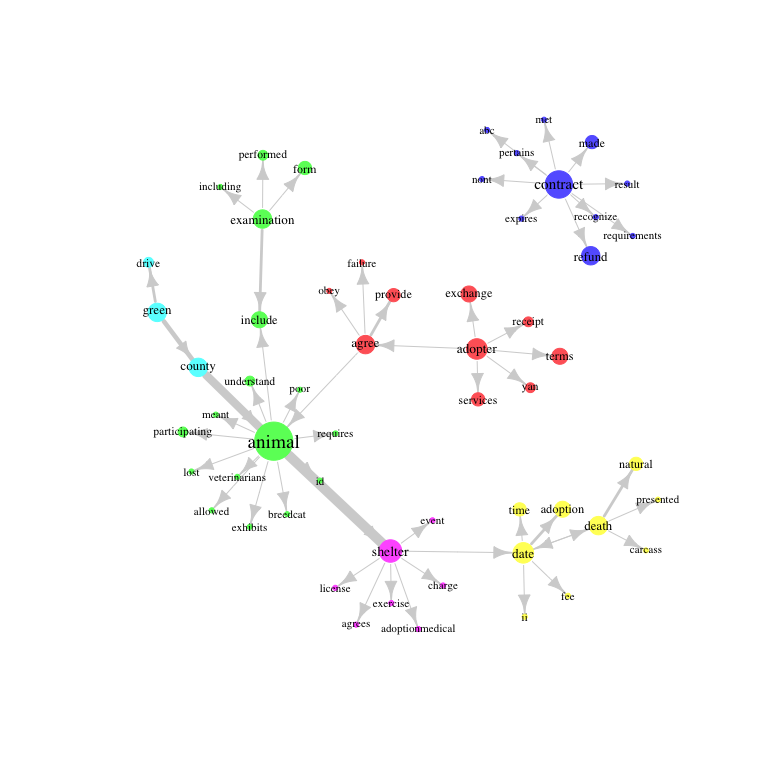 met
abc
made
performed
pertains
form
nont
contract
result
including
examination
expires
recognize
requirements
refund
drive
failure
obey
provide
exchange
green
include
receipt
agree
adopter
terms
county
understand
poor
yan
services
meant
participating
animal
requires
natural
lost
veterinarians
id
presented
allowed
breedcat
time
adoption
exhibits
event
death
shelter
date
carcass
license
charge
exercise
fee
agrees
adoptionmedical
ii